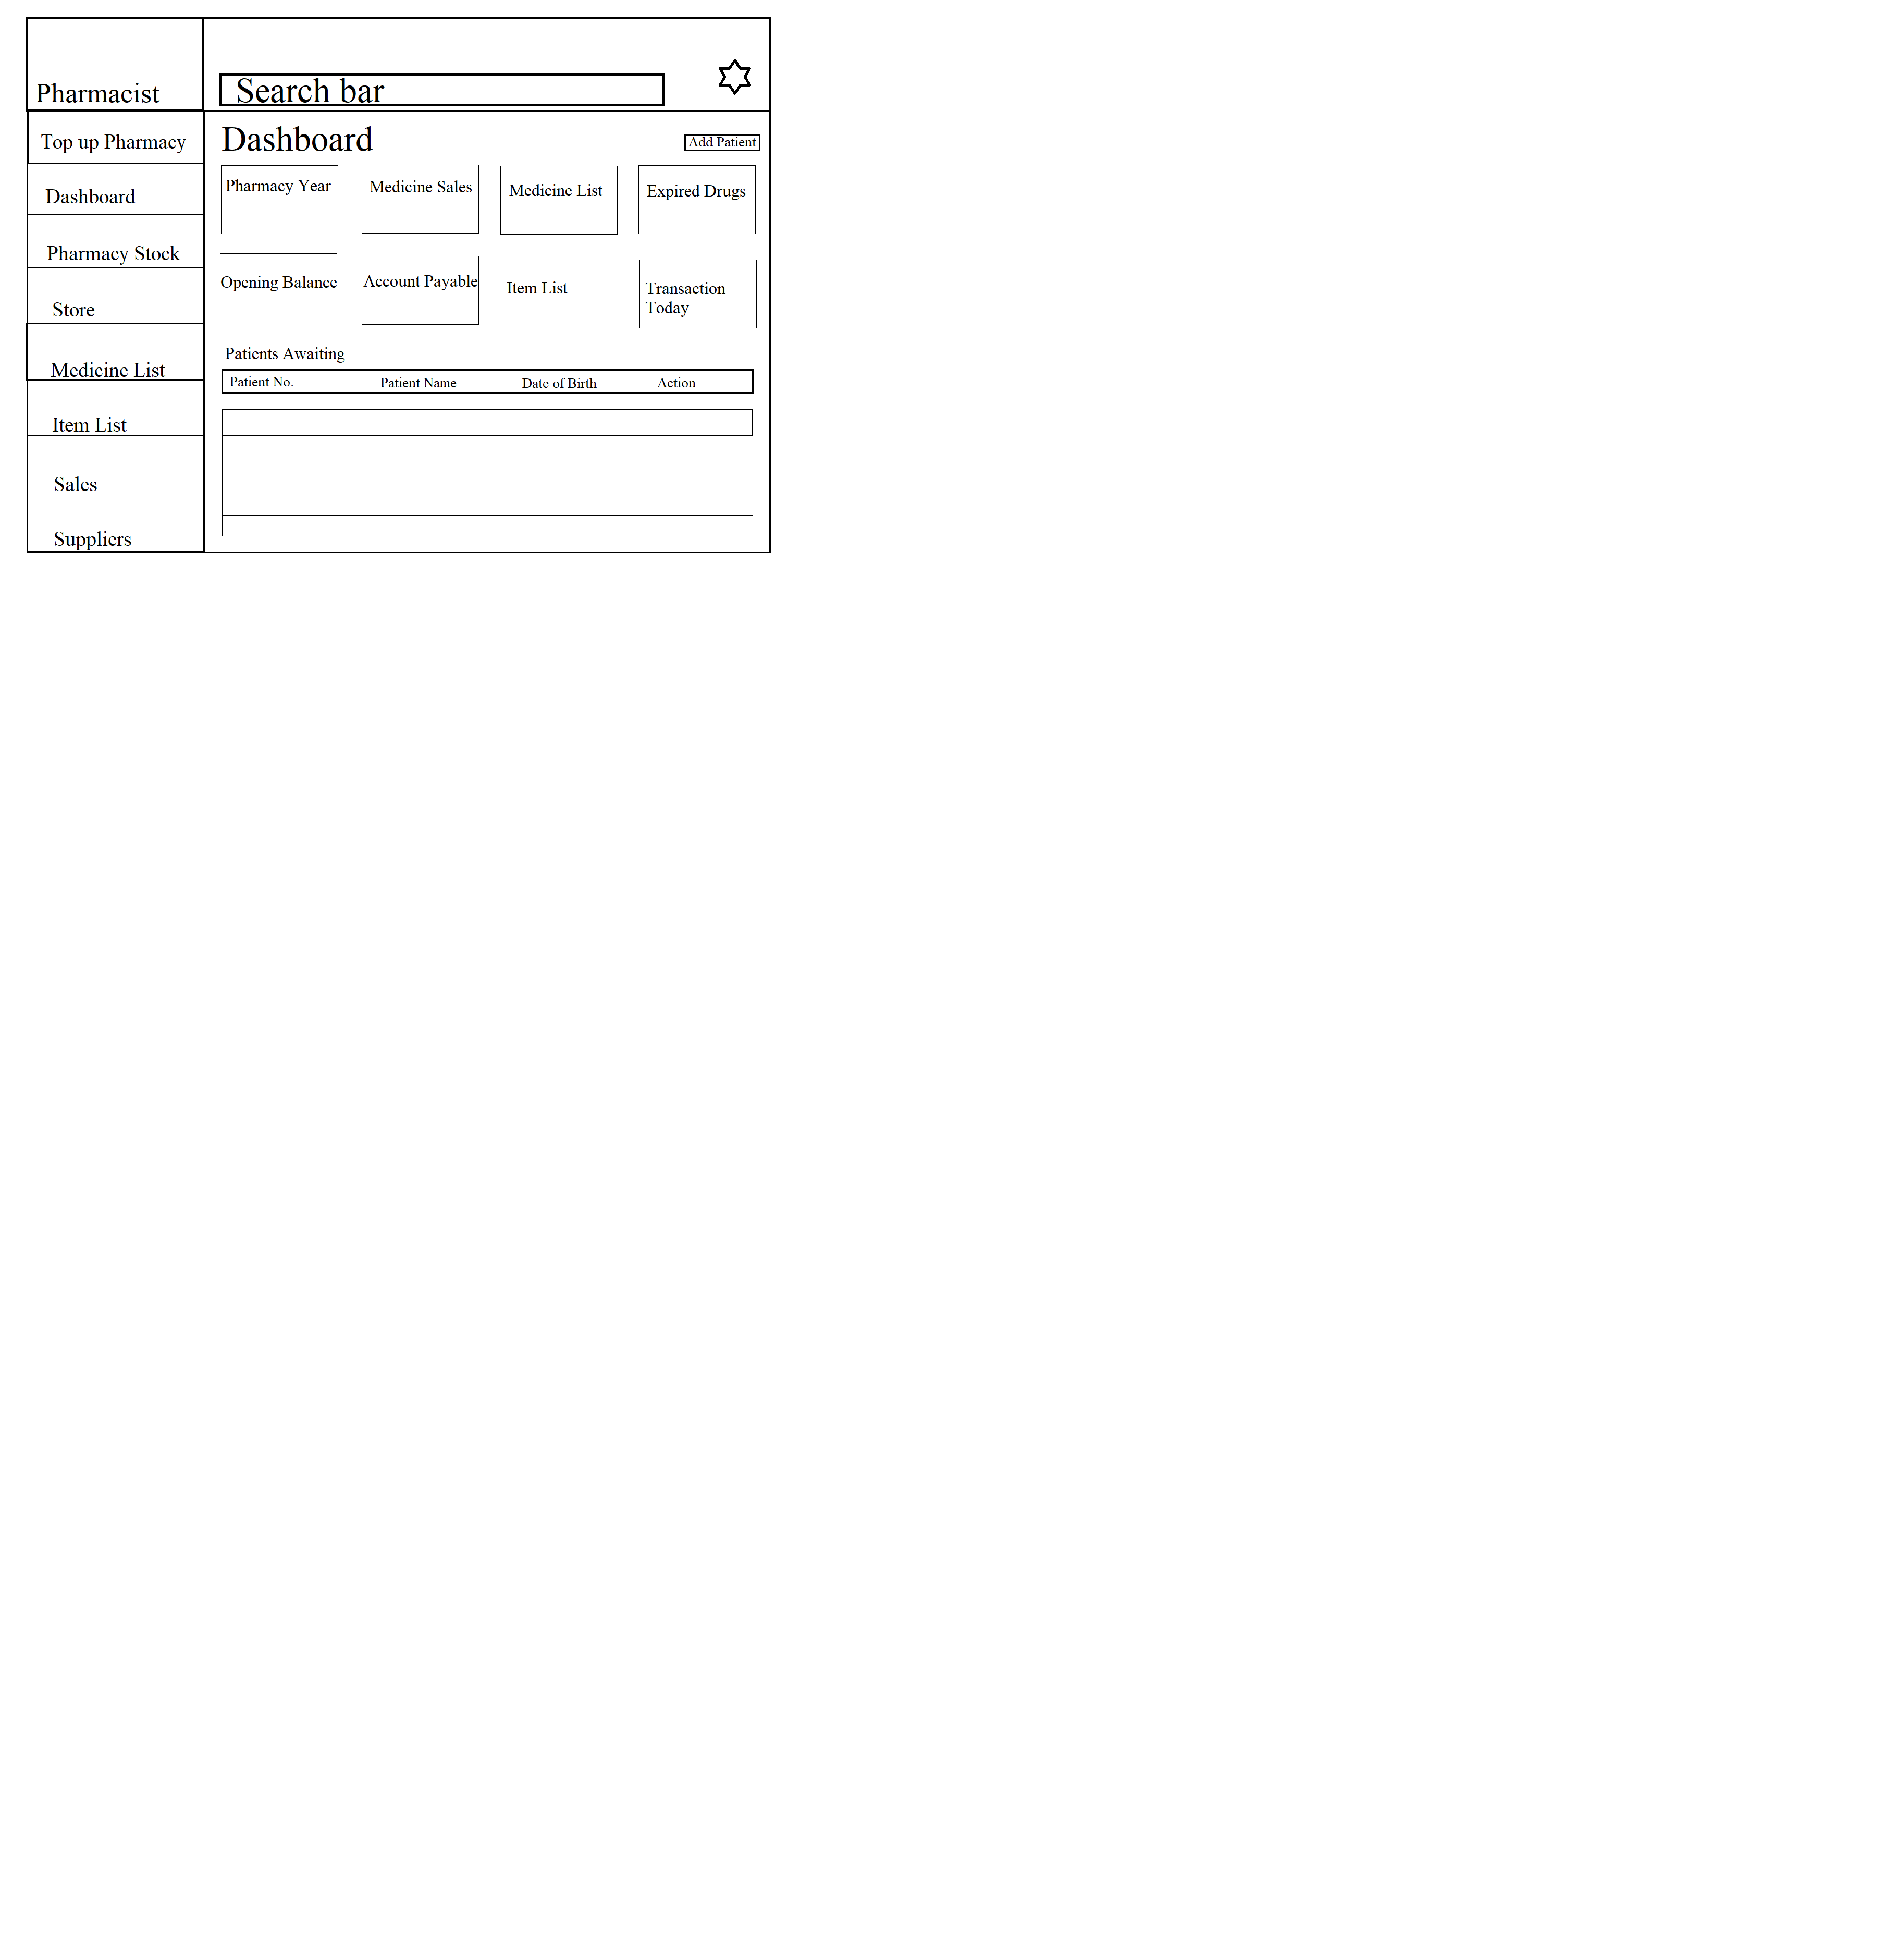 Pharmacist
Search bar
Top up Pharmacy
Dashboard
Pharmacy Stock
Store
Medicine List
Item List
Sales
Suppliers
Dashboard
Add Patient
Pharmacy Year
Medicine Sales
Medicine List
Expired Drugs
Opening Balance
Account Payable
Item List
Transaction
Today
Patients Awaiting
Patient No.
Patient Name
Date of Birth
Action